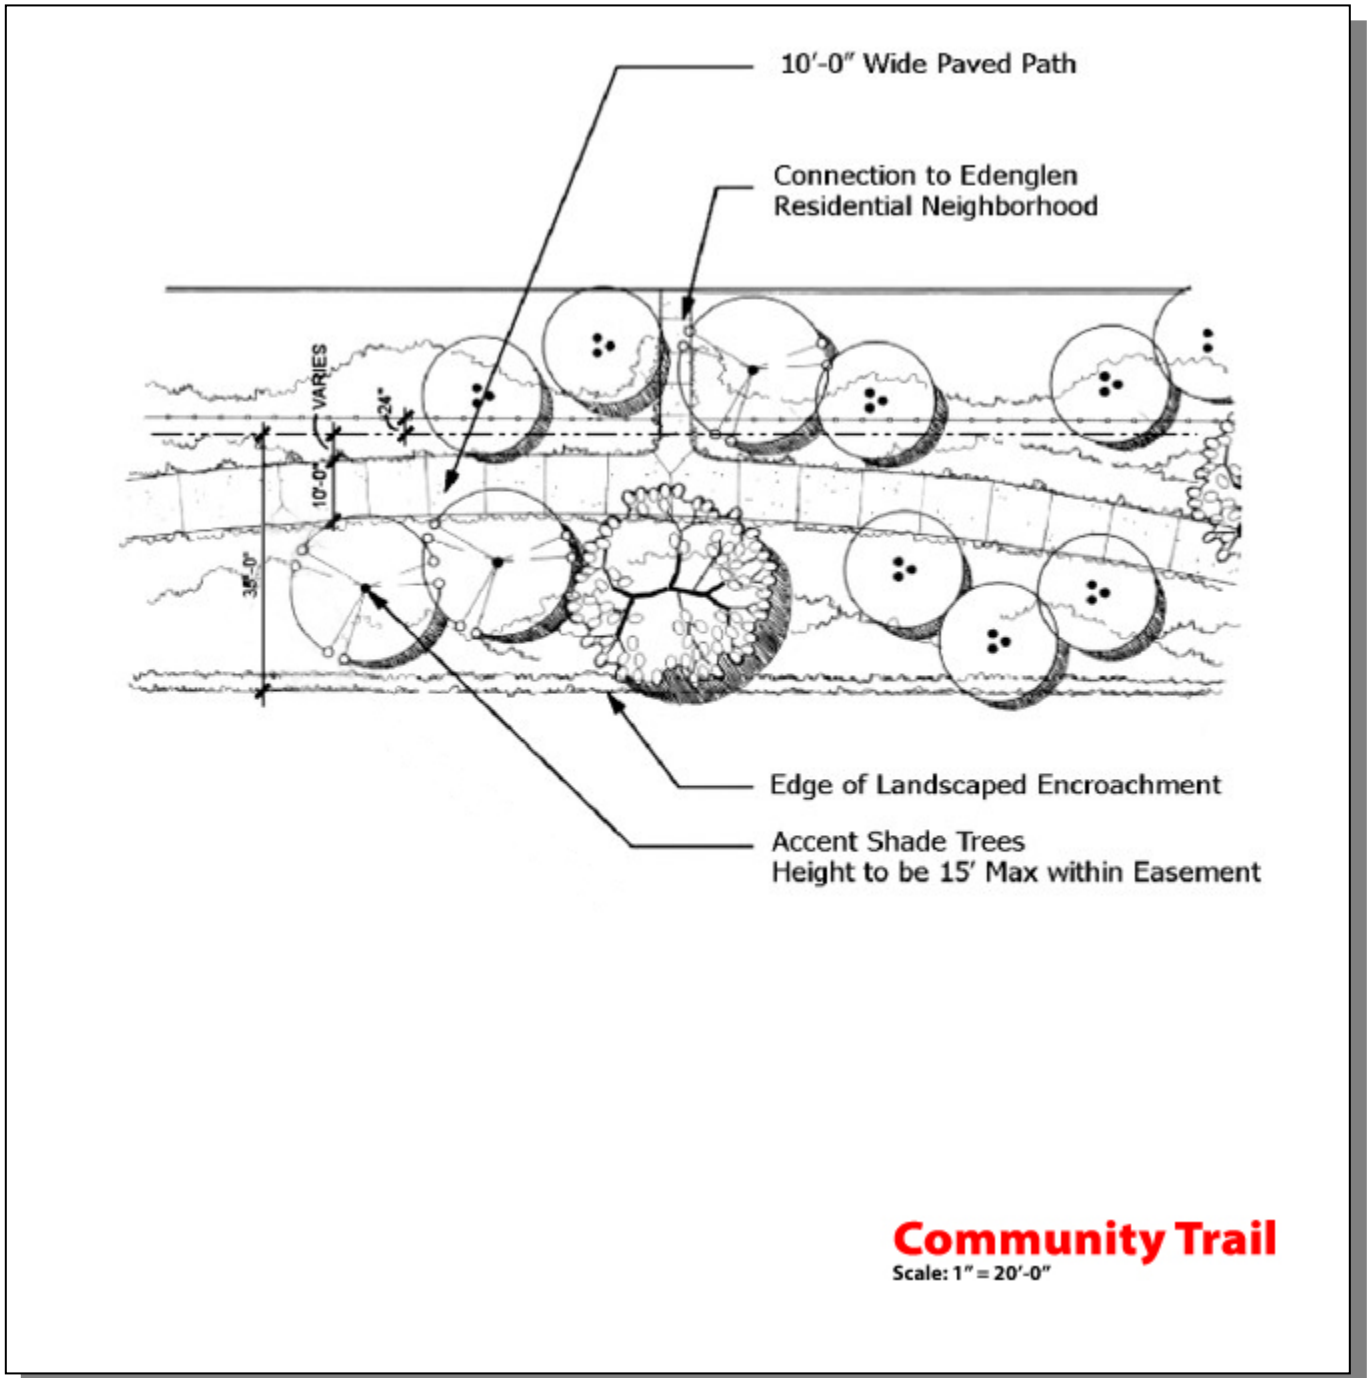 10'-0" Wide Paved Path
Connection to Edenglen
Residential Neighborhood
VARIES
24"
10'-0"
35'-0"
Edge of Landscaped Encroachment
Accent Shade Trees
Height to be 15' Max within Easement
Community Trail
Scale: 1" = 20'-0"